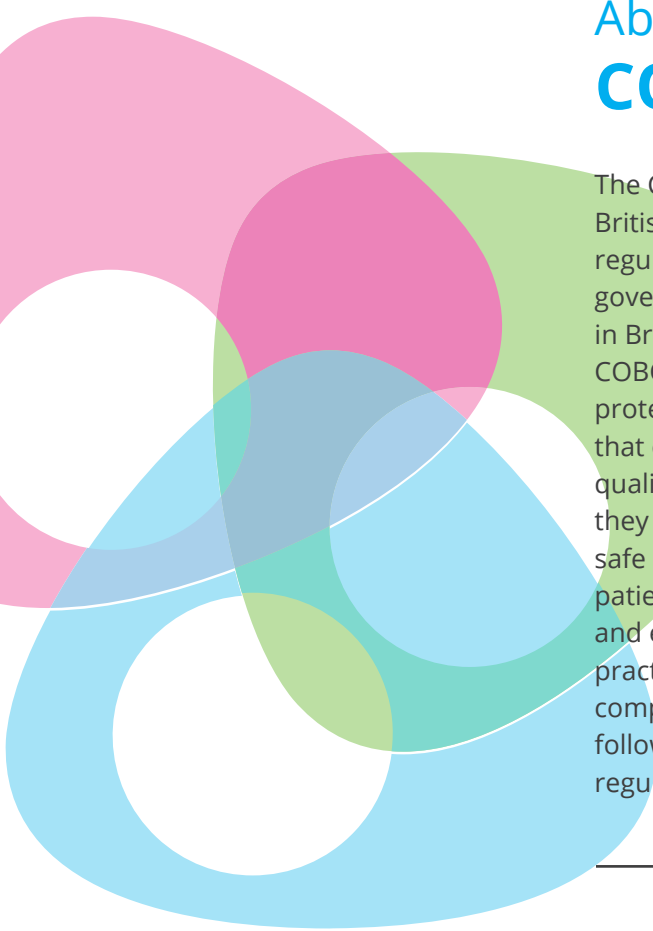 Ab
CO
The C
Britis
regu
gove
in Br
COBC
prote
that
quali
they
safe
patie
and e
pract
comp
follow
regu